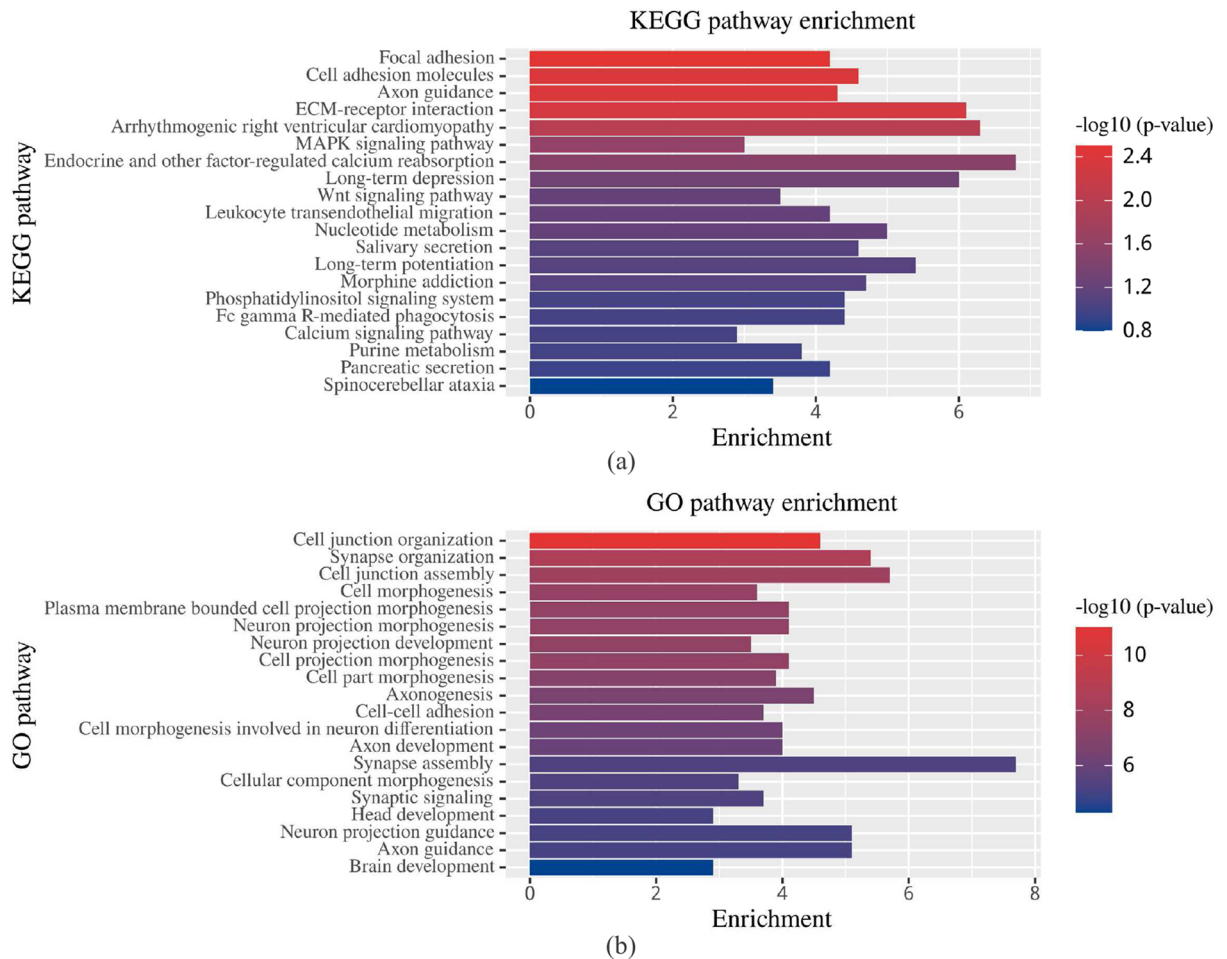 KEGG pathway enrichment
KEGG pathway
Focal adhesion
Cell adhesion molecules
Axon guidance
ECM-receptor interaction
Arrhythmogenic right ventricular cardiomyopathy
MAPK signaling pathway
Endocrine and other factor-regulated calcium reabsorption
Long-term depression
Wnt signaling pathway
Leukocyte transendothelial migration
Nucleotide metabolism
Salivary secretion
Long-term potentiation
Morphine addiction
Phosphatidylinositol signaling system
Fc gamma R-mediated phagocytosis
Calcium signaling pathway
Purine metabolism
Pancreatic secretion
Spinocerebellar ataxia
0 2 4 6
Enrichment
-log10 (p-value)
2.4
2.0
1.6
1.2
0.8
(a)
GO pathway enrichment
GO pathway
Cell junction organization
Synapse organization
Cell junction assembly
Cell morphogenesis
Plasma membrane bounded cell projection morphogenesis
Neuron projection morphogenesis
Neuron projection development
Cell projection morphogenesis
Cell part morphogenesis
Axonogenesis
Cell-cell adhesion
Cell morphogenesis involved in neuron differentiation
Axon development
Synapse assembly
Cellular component morphogenesis
Synaptic signaling
Head development
Neuron projection guidance
Axon guidance
Brain development
0 2 4 6 8
Enrichment
-log10 (p-value)
10
8
6
(b)